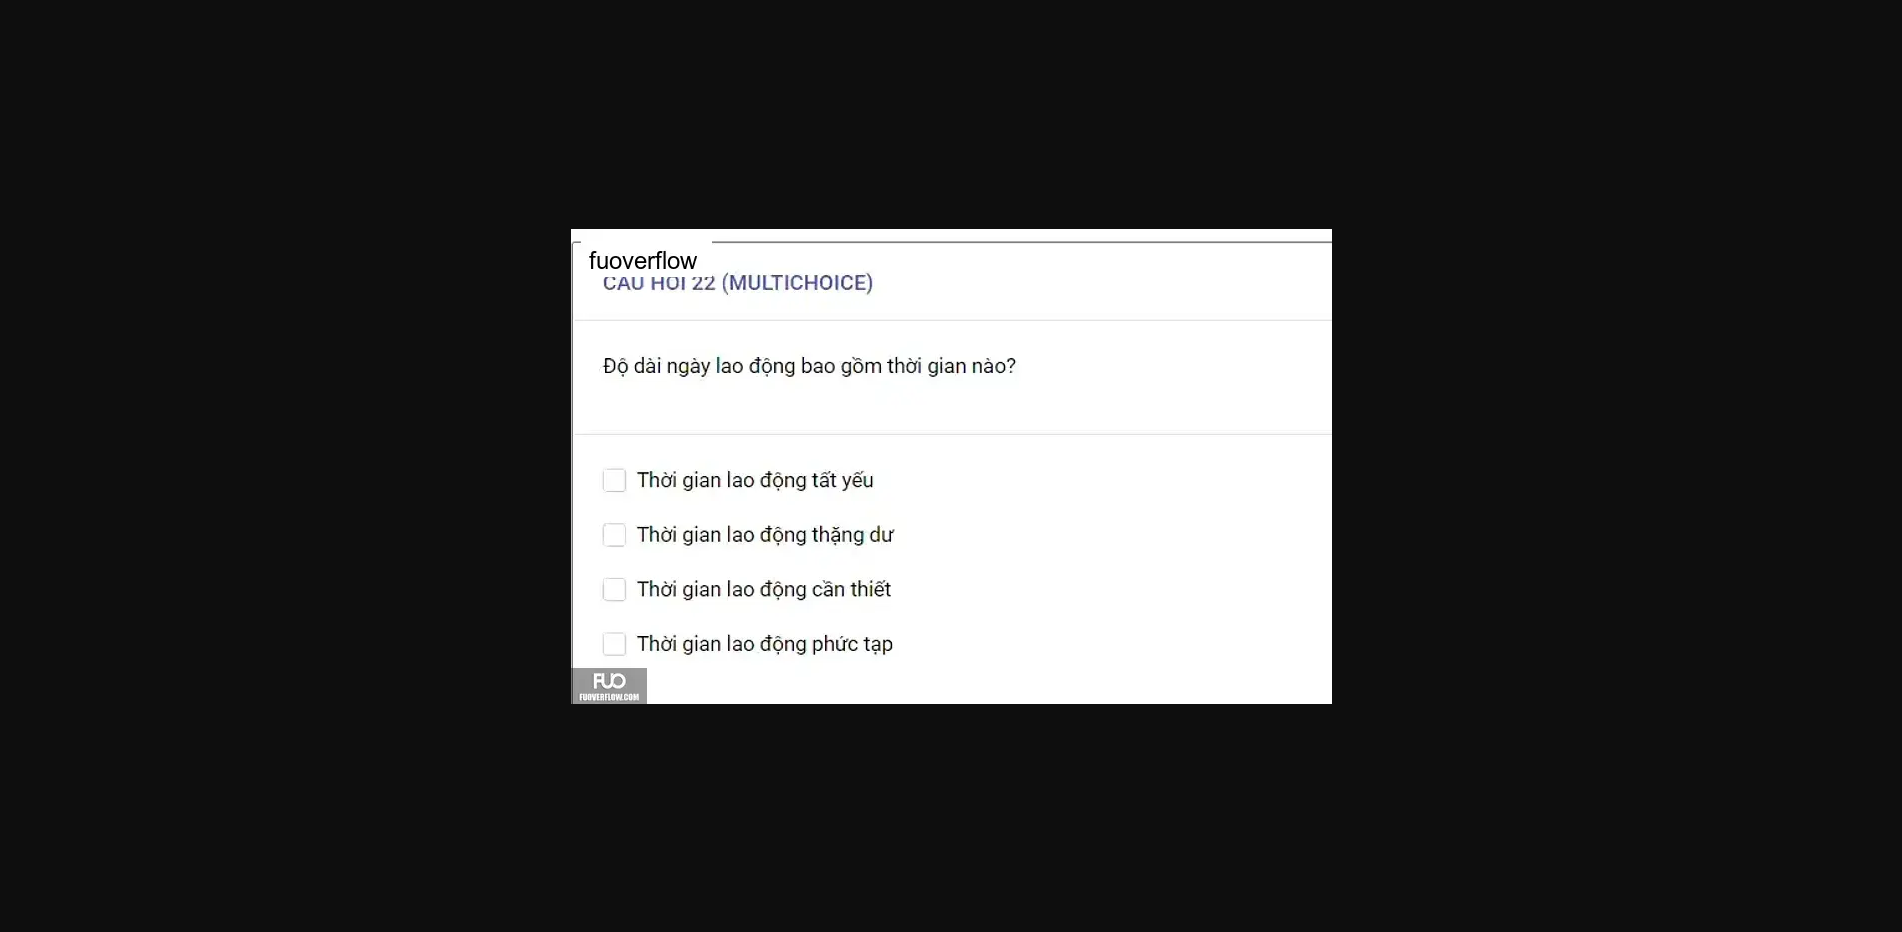 fuoverflow
CÂU HỎI 22 (MULTICHOICE)
Độ dài ngày lao động bao gồm thời gian nào?
Thời gian lao động tất yếu
Thời gian lao động thặng dư
Thời gian lao động cần thiết
Thời gian lao động phức tạp
FUO
FUOVERFLOW.COM